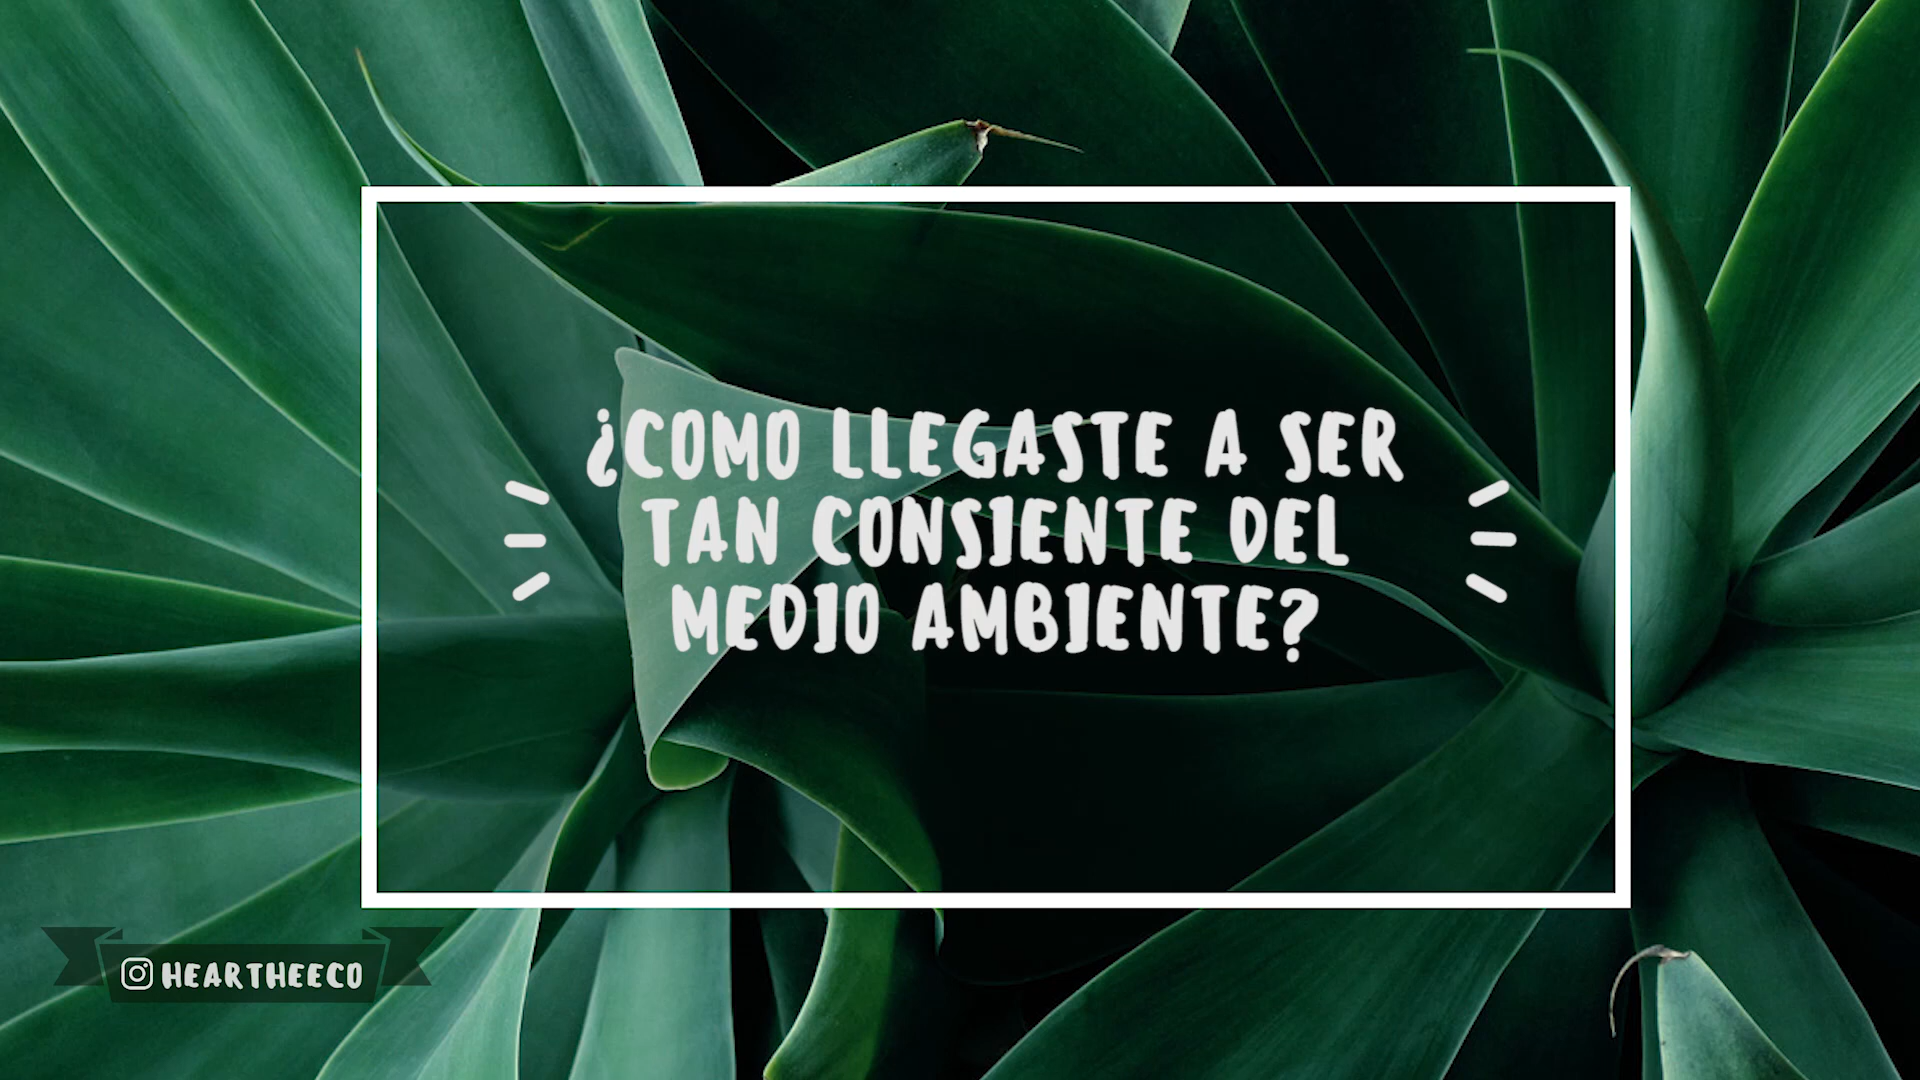 ¿COMO LLEGASTE A SER
TAN CONSIENTE DEL
MEDIO AMBIENTE?
HEARTHEECO